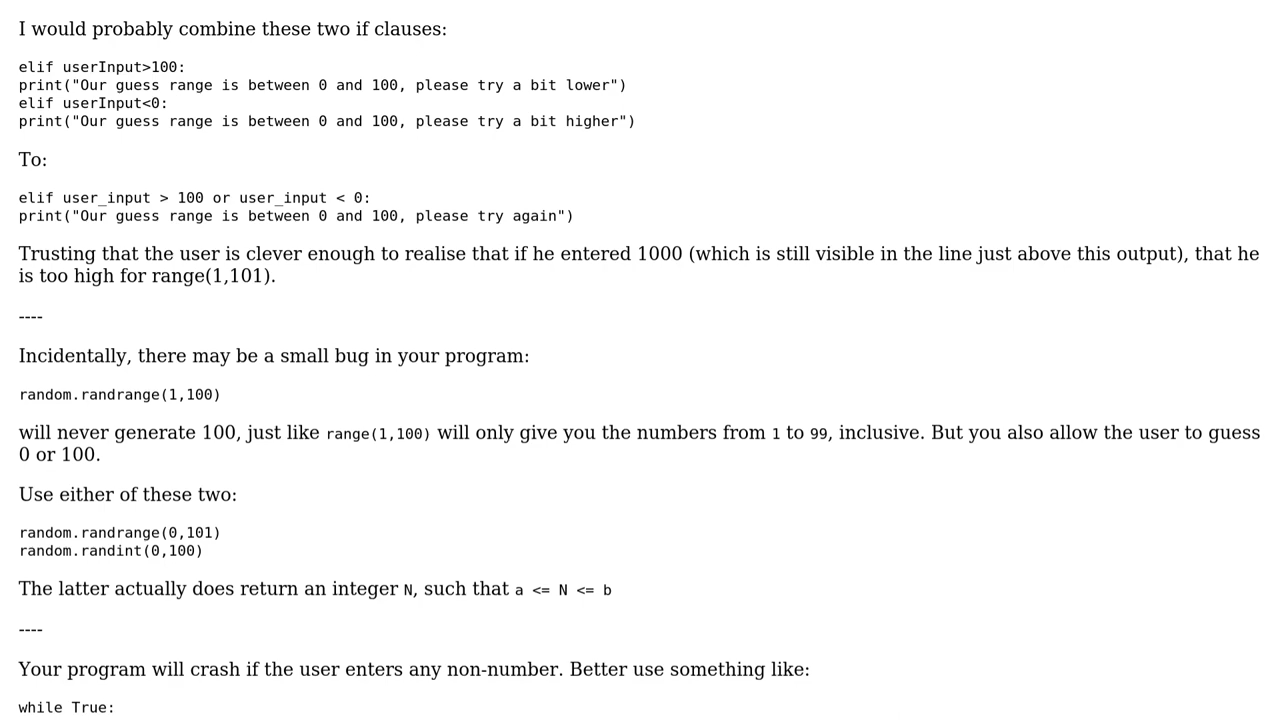 I would probably combine these two if clauses:
elif userInput>100:
print("Our guess range is between 0 and 100, please try a bit lower")
elif userInput<0:
print("Our guess range is between 0 and 100, please try a bit higher")
To:
elif user_input > 100 or user_input < 0:
print("Our guess range is between 0 and 100, please try again")
Trusting that the user is clever enough to realise that if he entered 1000 (which is still visible in the line just above this output), that he
is too high for range(1,101).
----
Incidentally, there may be a small bug in your program:
random.randrange(1,100)
will never generate 100, just like range(1,100) will only give you the numbers from 1 to 99, inclusive. But you also allow the user to guess
0 or 100.
Use either of these two:
random.randrange(0,101)
random.randint(0,100)
The latter actually does return an integer N, such that a <= N <= b
----
Your program will crash if the user enters any non-number. Better use something like:
while True: